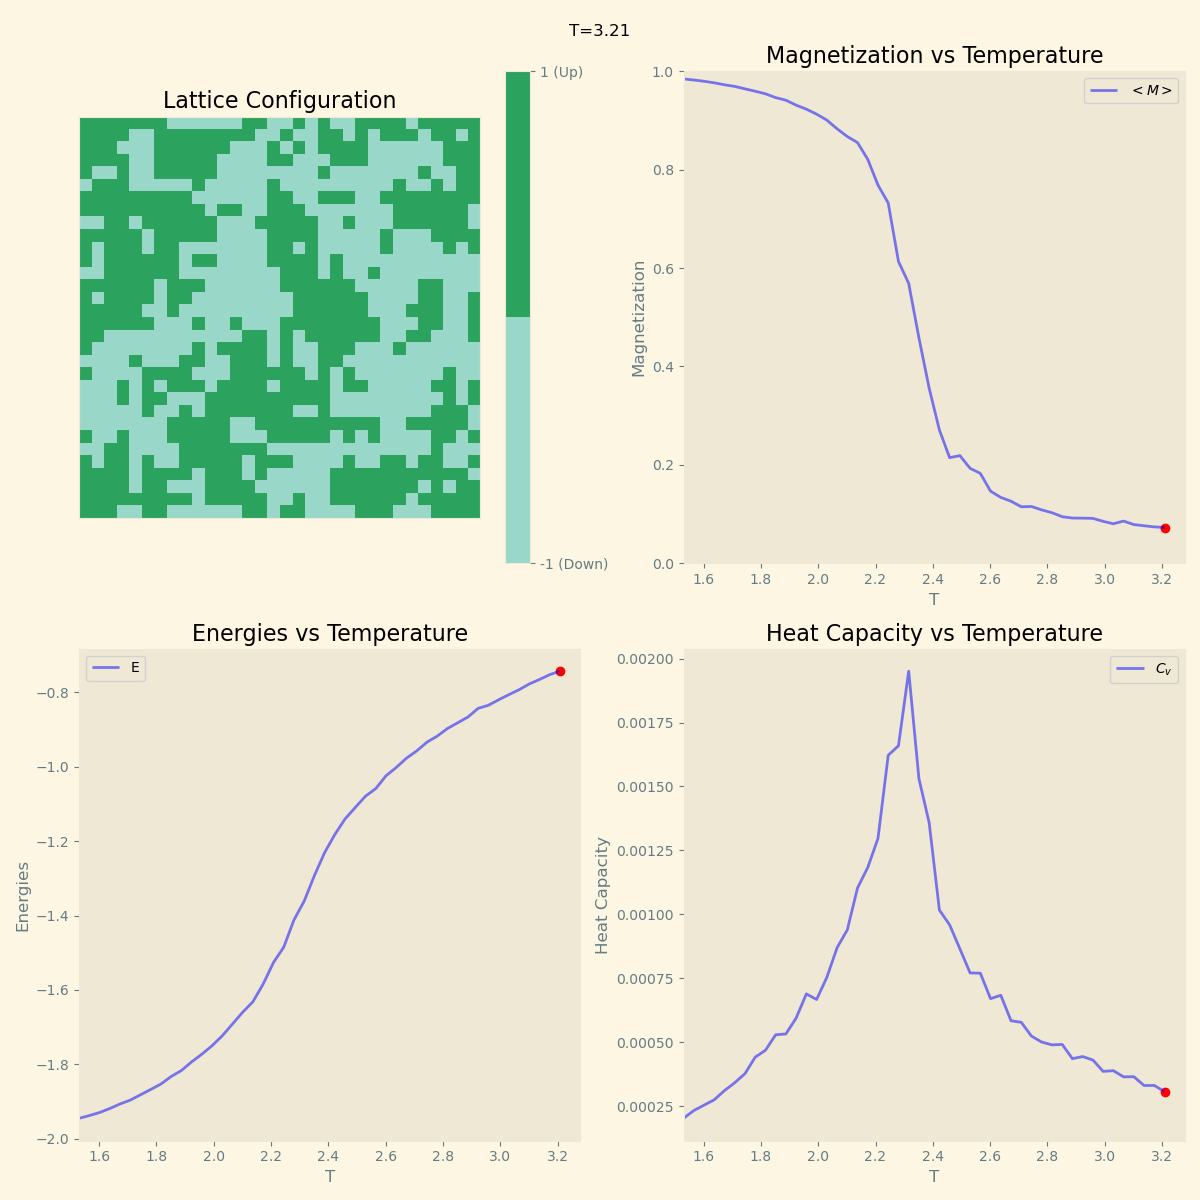 T=3.21
Lattice Configuration
1 (Up)
-1 (Down)
Magnetization vs Temperature
<M>
Magnetization
1.0
0.8
0.6
0.4
0.2
0.0
1.6 1.8 2.0 2.2 2.4 2.6 2.8 3.0 3.2
T
Energies vs Temperature
E
Energies
−0.8
−1.0
−1.2
−1.4
−1.6
−1.8
−2.0
1.6 1.8 2.0 2.2 2.4 2.6 2.8 3.0 3.2
T
Heat Capacity vs Temperature
Cv
Heat Capacity
0.00200
0.00175
0.00150
0.00125
0.00100
0.00075
0.00050
0.00025
1.6 1.8 2.0 2.2 2.4 2.6 2.8 3.0 3.2
T